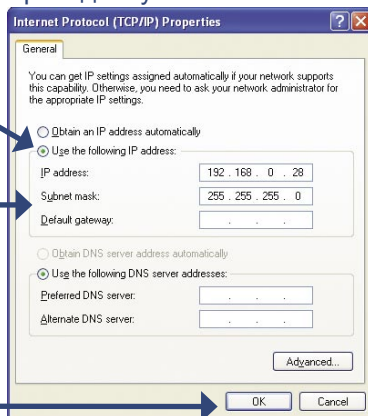 Internet Protocol (TCP/IP) Properties
General
You can get IP settings assigned automatically if your network supports
this capability. Otherwise, you need to ask your network administrator for
the appropriate IP settings.
Obtain an IP address automatically
Use the following IP address:
IP address: 192 . 168 . 0 . 28
Subnet mask: 255 . 255 . 255 . 0
Default gateway: . . .
Obtain DNS server address automatically
Use the following DNS server addresses:
Preferred DNS server: . . .
Alternate DNS server: . . .
Advanced...
OK Cancel